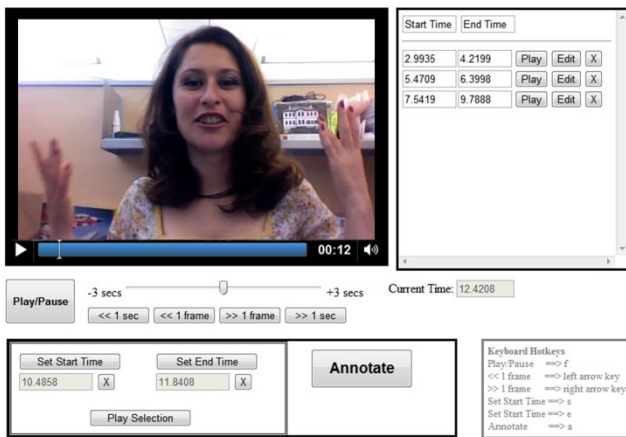 Start Time End Time
2.9935 4.2199 Play Edit X
5.4709 6.3998 Play Edit X
7.5419 9.7888 Play Edit X
00:12
Play/Pause
-3 secs +3 secs
Current Time: 12.4208
<< 1 sec << 1 frame >> 1 frame >> 1 sec
Set Start Time Set End Time
10.4858 X 11.8408 X
Play Selection
Annotate
Keyboard Hotkeys
Play/Pause ==> f
<< 1 frame ==> left arrow key
>> 1 frame ==> right arrow key
Set Start Time ==> s
Set Start Time ==> e
Annotate ==> a